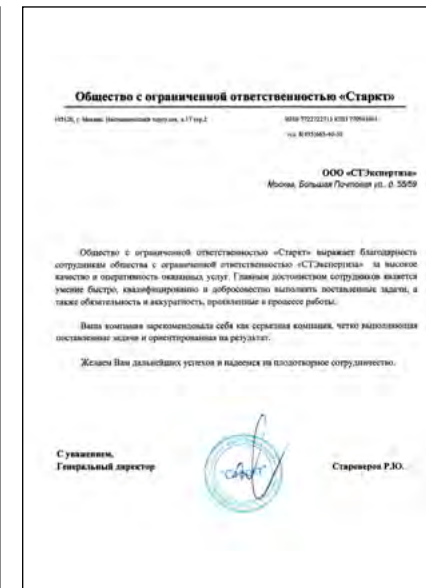 Общество с ограниченной ответственностью «Старкт»
г. Москва,
ООО «СТЭкспертиза»
Москва, Большая Почтовая ул., д. 55/59
Общество с ограниченной ответственностью «Старкт» выражает благодарность
сотрудникам общества с ограниченной ответственностью «СТЭкспертиза» за высокое
качество и оперативность оказанных услуг. Главным достоинством сотрудников является
умение быстро, квалифицированно и добросовестно выполнять поставленные задачи, а
также обязательность и аккуратность, проявленные в процессе работы.
Ваша компания зарекомендовала себя как серьезная компания, четко выполняющая
поставленные задачи и ориентированная на результат.
Желаем Вам дальнейших успехов и надеемся на плодотворное сотрудничество.
С уважением,
Генеральный директор
Староверов Р.Ю.